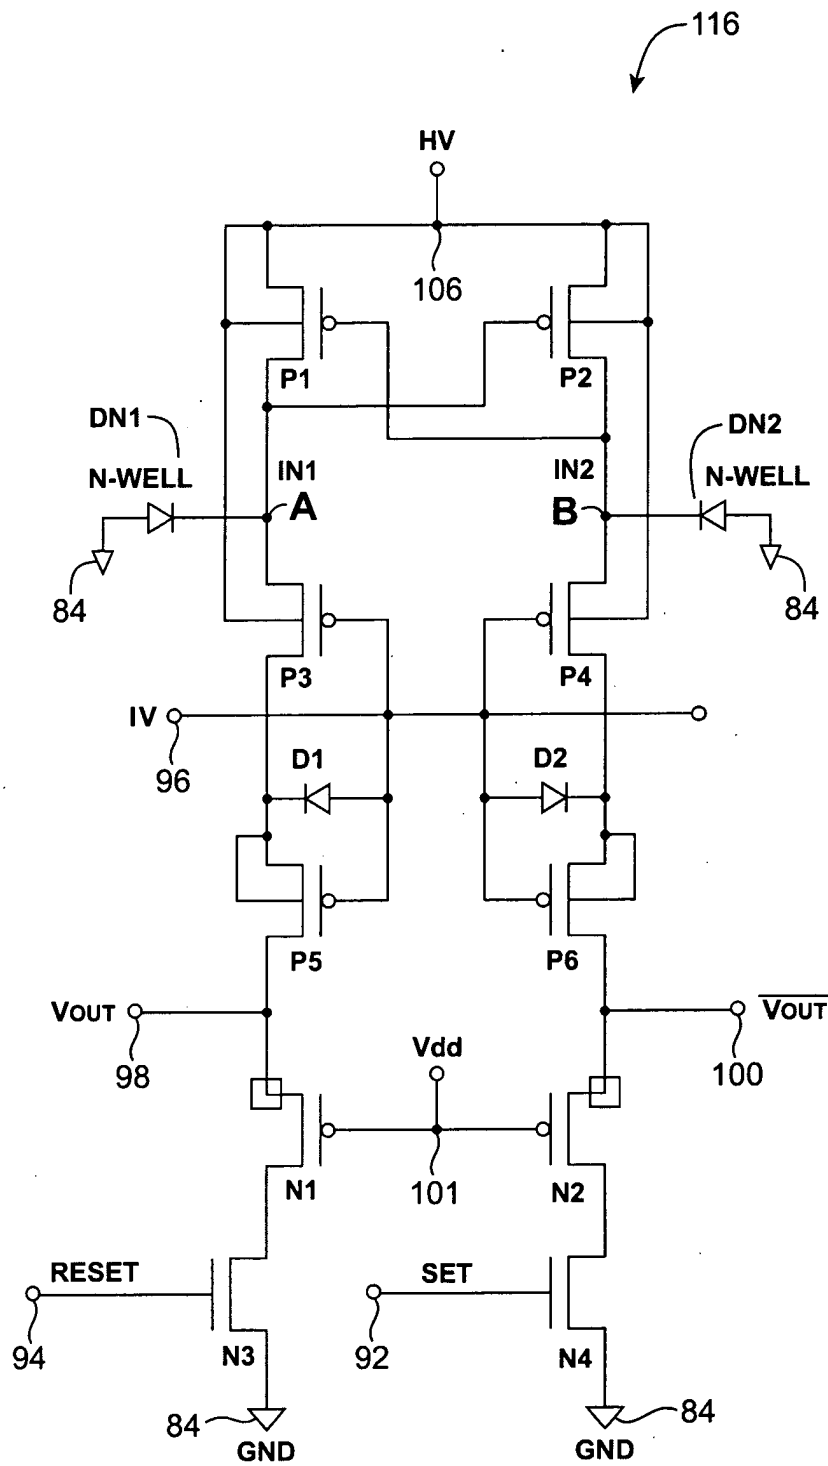 116
HV
106
P1
P2
DN1
N-WELL
IN1
A
IN2
B
DN2
N-WELL
84
84
P3
P4
IV
96
D1
D2
P5
P6
VOUT
98
Vdd
101
VOUT
100
N1
N2
RESET
94
N3
SET
92
N4
84
GND
84
GND